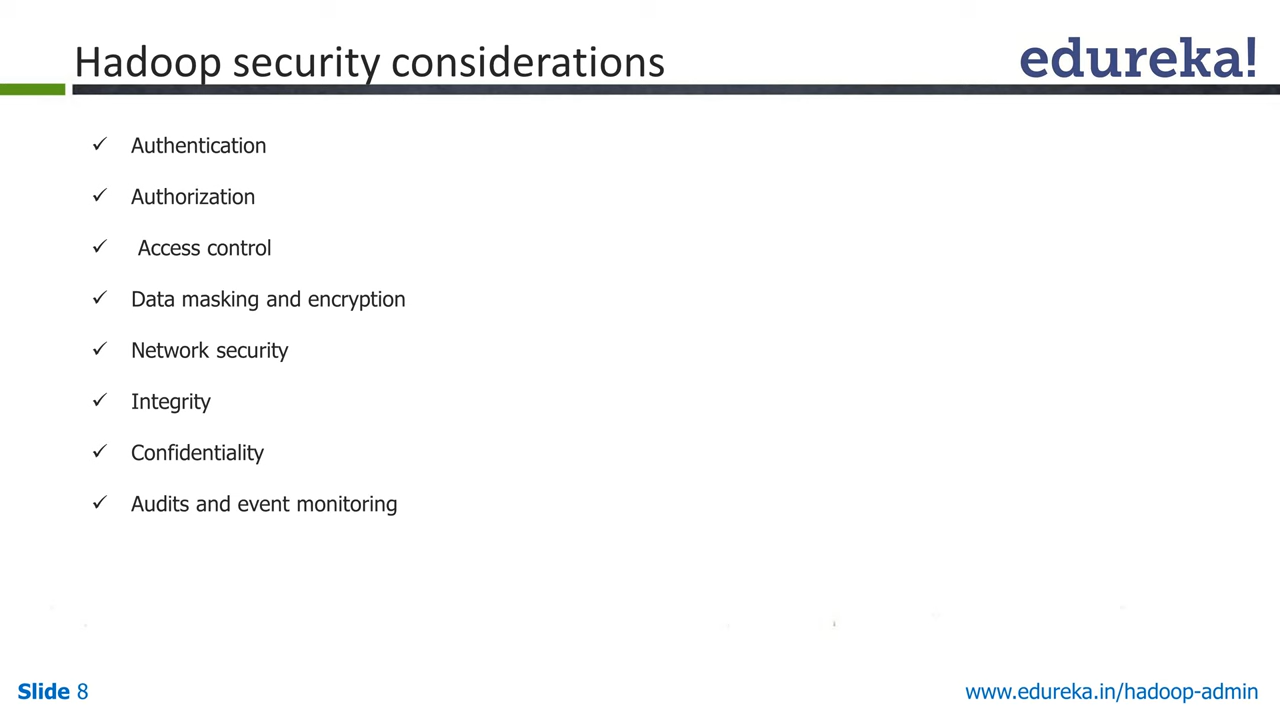 Hadoop security considerations
edureka!
✓ Authentication
✓ Authorization
✓ Access control
✓ Data masking and encryption
✓ Network security
✓ Integrity
✓ Confidentiality
✓ Audits and event monitoring
Slide 8
www.edureka.in/hadoop-admin